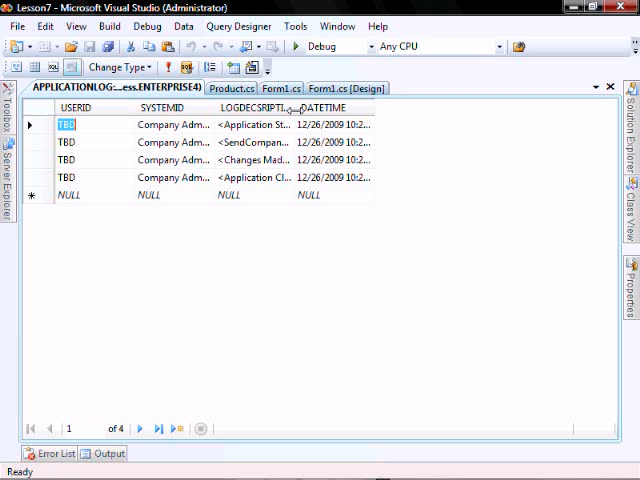 Lesson7 - Microsoft Visual Studio (Administrator)
File Edit View Build Debug Data Query Designer Tools Window Help
Debug Any CPU
SQL Change Type
APPLICATIONLOG:...ess.ENTERPRISE4) Product.cs Form1.cs Form1.cs [Design]
USERID SYSTEMID LOGDECSRIPTI... DATETIME
TBD Company Adm... <Application St... 12/26/2009 10:2...
TBD Company Adm... <SendCompan... 12/26/2009 10:2...
TBD Company Adm... <Changes Mad... 12/26/2009 10:2...
TBD Company Adm... <Application Cl... 12/26/2009 10:2...
NULL NULL NULL NULL
Toolbox
Server Explorer
Solution Explorer
Class View
Properties
1 of 4
Error List Output
Ready